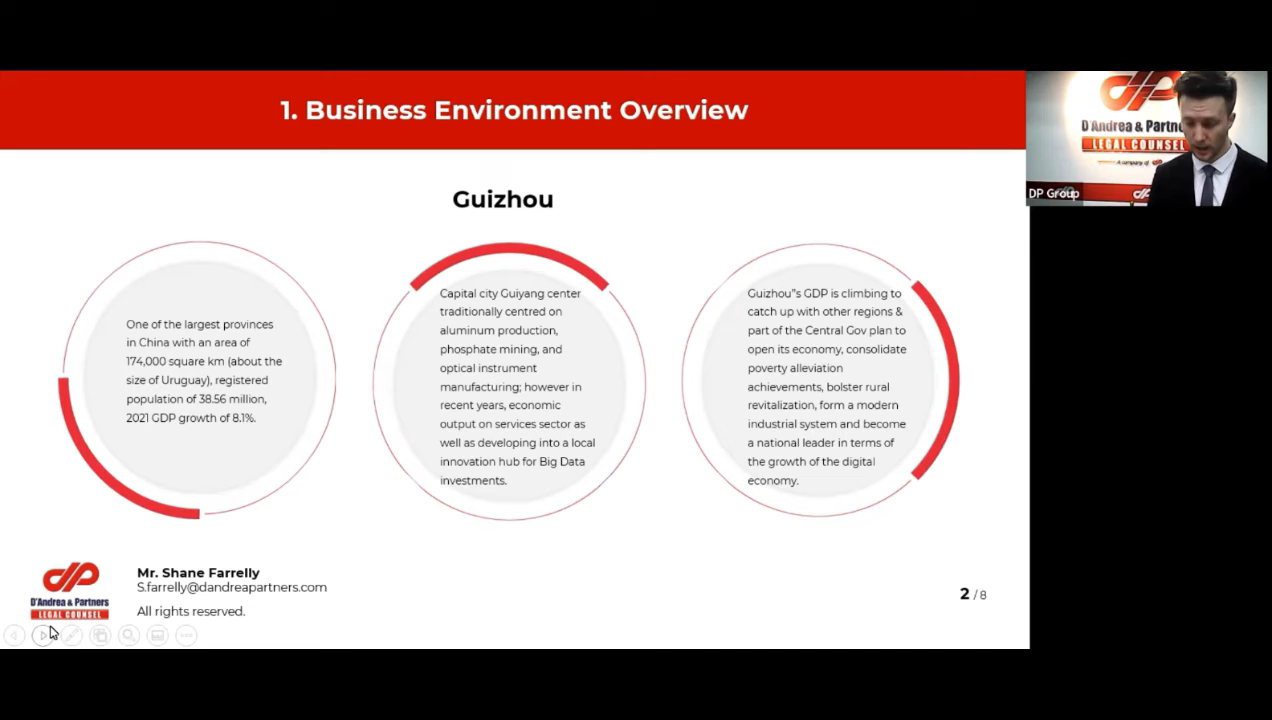 1. Business Environment Overview
Guizhou
One of the largest provinces
in China with an area of
174,000 square km (about the
size of Uruguay), registered
population of 38.56 million,
2021 GDP growth of 8.1%.
Capital city Guiyang center
traditionally centred on
aluminum production,
phosphate mining, and
optical instrument
manufacturing; however in
recent years, economic
output on services sector as
well as developing into a local
innovation hub for Big Data
investments.
Guizhou"s GDP is climbing to
catch up with other regions &
part of the Central Gov plan to
open its economy, consolidate
poverty alleviation
achievements, bolster rural
revitalization, form a modern
industrial system and become
a national leader in terms of
the growth of the digital
economy.
D'Andrea & Partners
LEGAL COUNSEL
Mr. Shane Farrelly
S.farrelly@dandreapartners.com
All rights reserved.
2 / 8
D'Andrea & Partne
LEGAL COUNSEL
A company of
DP Group